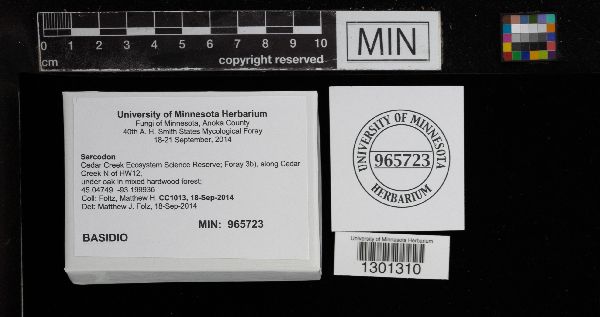 0 1 2 3 4 5 6 7 8 9 10
cm
copyright reserved
MIN
University of Minnesota Herbarium
Fungi of Minnesota, Anoka County
40th A. H. Smith States Mycological Foray
18-21 September, 2014
Sarcodon
Cedar Creek Ecosystem Science Reserve; Foray 3b), along Cedar
Creek N of HW12,
under oak in mixed hardwood forest;
45.04749 -93.199936
Coll: Foltz, Matthew H. CC1013, 18-Sep-2014
Det: Matthew J. Folz, 18-Sep-2014
MIN: 965723
BASIDIO
UNIVERSITY OF MINNESOTA
965723
HERBARIUM
University of Minnesota Herbarium
1301310